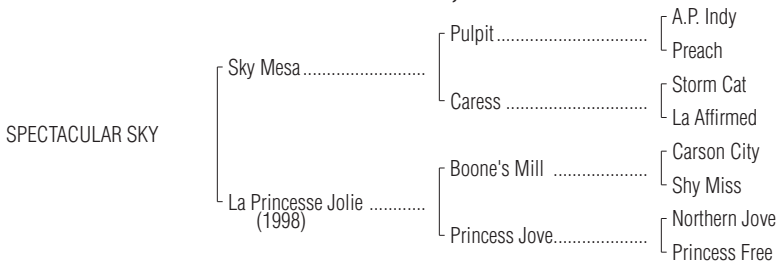 A.P. Indy
Pulpit
Preach
Sky Mesa
Storm Cat
Caress
La Affirmed
SPECTACULAR SKY
Carson City
Boone's Mill
Shy Miss
La Princesse Jolie
(1998)
Northern Jove
Princess Jove
Princess Free